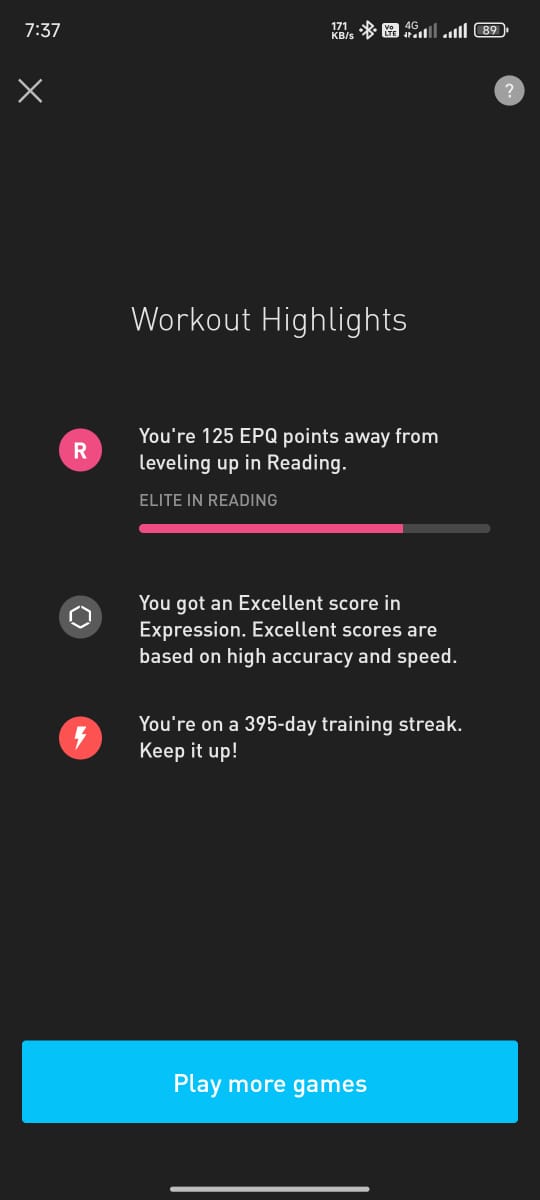 7:37
171
KB/s
Vo
LTE
4G
89
?
Workout Highlights
R
You're 125 EPQ points away from
leveling up in Reading.
ELITE IN READING
You got an Excellent score in
Expression. Excellent scores are
based on high accuracy and speed.
You're on a 395-day training streak.
Keep it up!
Play more games